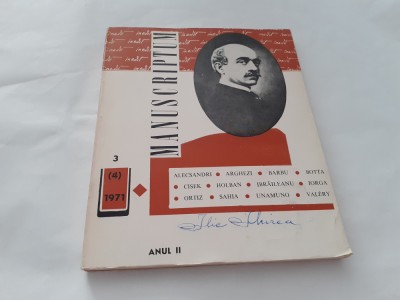 MANUSCRIPTUM
3
(4)
1971
ALECSANDRI • ARGHEZI • BARBU • BOTTA
• CISEK • HOLBAN • IBRĂILEANU • IORGA
• ORTIZ • SAHIA • UNAMUNO • VALÉRY
ANUL II